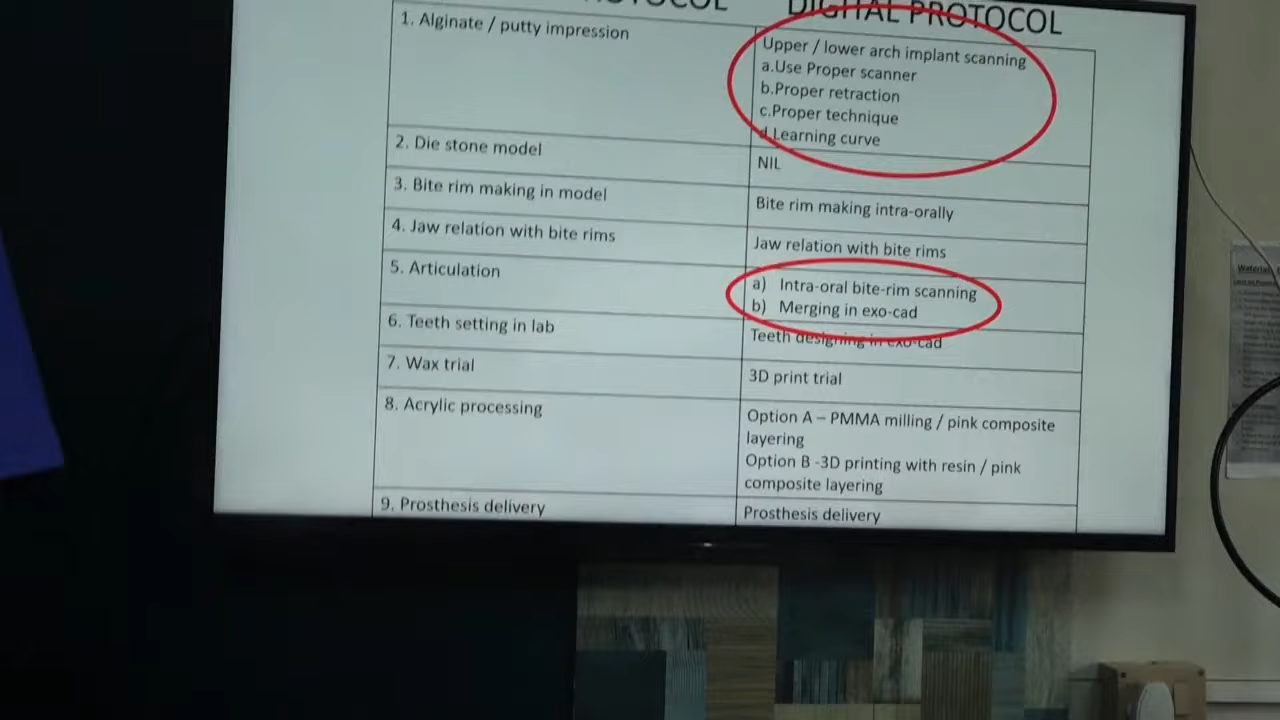 DIGITAL PROTOCOL
1. Alginate / putty impression
Upper / lower arch implant scanning
a.Use Proper scanner
b.Proper retraction
c.Proper technique
d.Learning curve
2. Die stone model
NIL
3. Bite rim making in model
Bite rim making intra-orally
4. Jaw relation with bite rims
Jaw relation with bite rims
5. Articulation
a) Intra-oral bite-rim scanning
b) Merging in exo-cad
6. Teeth setting in lab
Teeth designing in exo-cad
7. Wax trial
3D print trial
8. Acrylic processing
Option A – PMMA milling / pink composite
layering
Option B -3D printing with resin / pink
composite layering
9. Prosthesis delivery
Prosthesis delivery